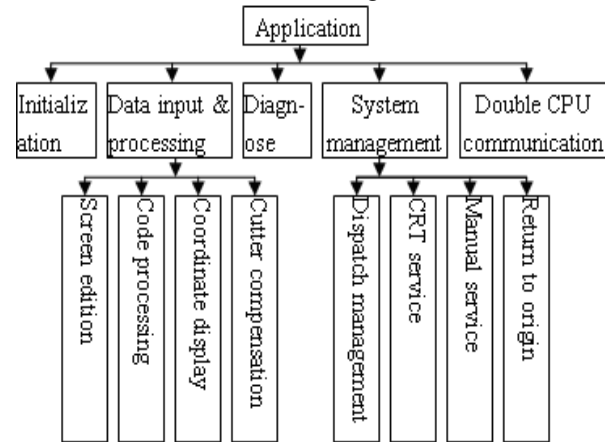 Application
Initializ
ation
Data input &
processing
Diagn-
ose
System
management
Double CPU
communication
Screen edition
Code processing
Coordinate display
Cutter compensation
Dispatch management
CRT service
Manual service
Return to origin